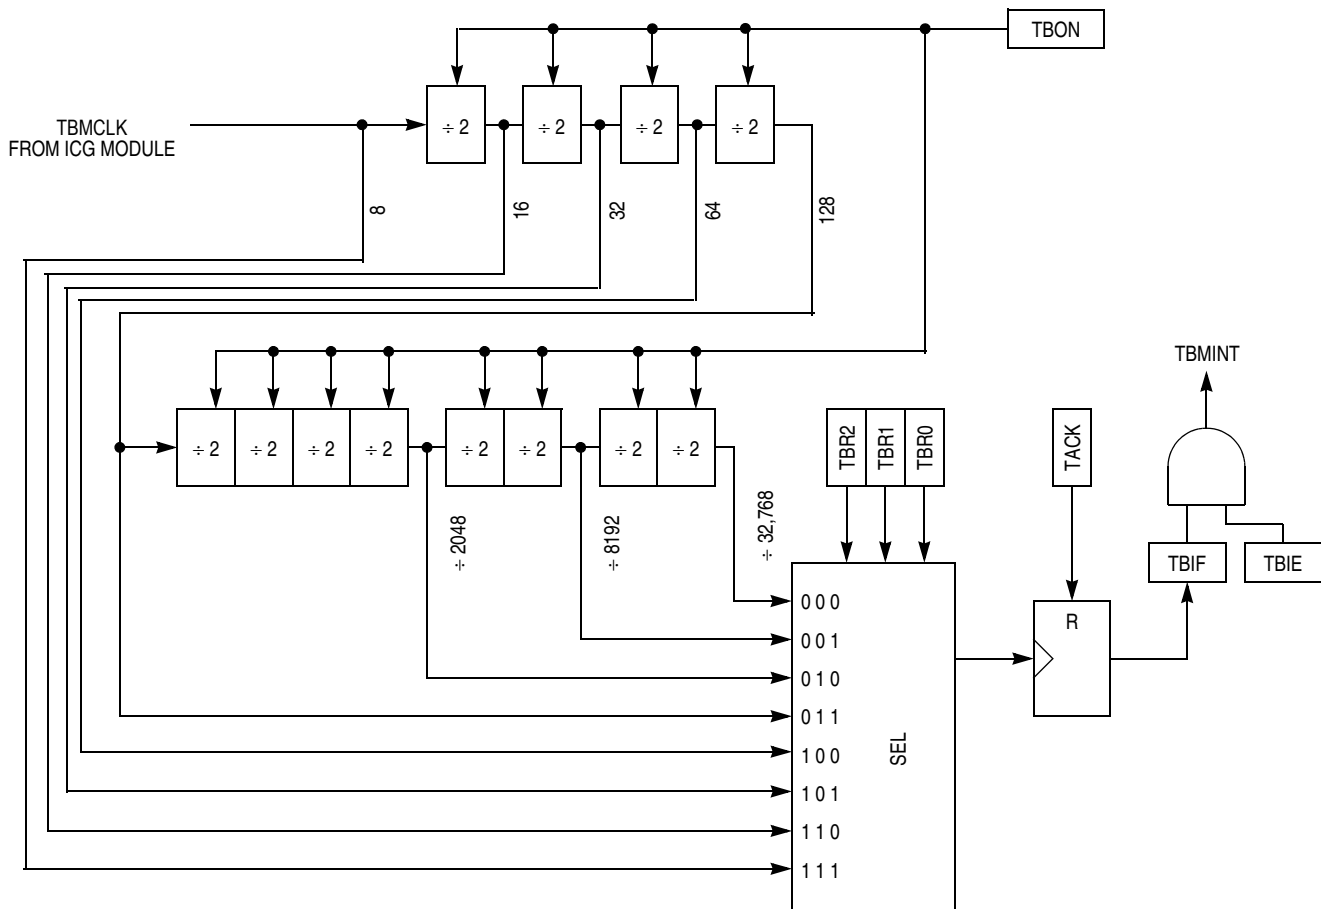 TBON
TBMCLK
FROM ICG MODULE
÷ 2
÷ 2
÷ 2
÷ 2
8
16
32
64
128
TBMINT
÷ 2
÷ 2
÷ 2
÷ 2
÷ 2
÷ 2
÷ 2
÷ 2
TBR2
TBR1
TBR0
TACK
÷ 2048
÷ 8192
÷ 32,768
TBIF
TBIE
0 0 0
0 0 1
0 1 0
0 1 1
1 0 0
1 0 1
1 1 0
1 1 1
SEL
R